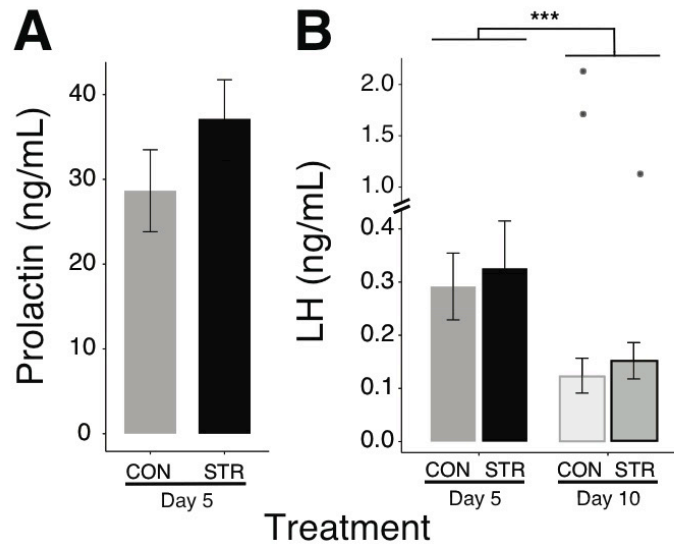 A
Prolactin (ng/mL)
40
30
20
10
0
CON STR
Day 5
B
***
LH (ng/mL)
2.0
1.5
1.0
0.4
0.3
0.2
0.1
0.0
CON STR CON STR
Day 5 Day 10
Treatment